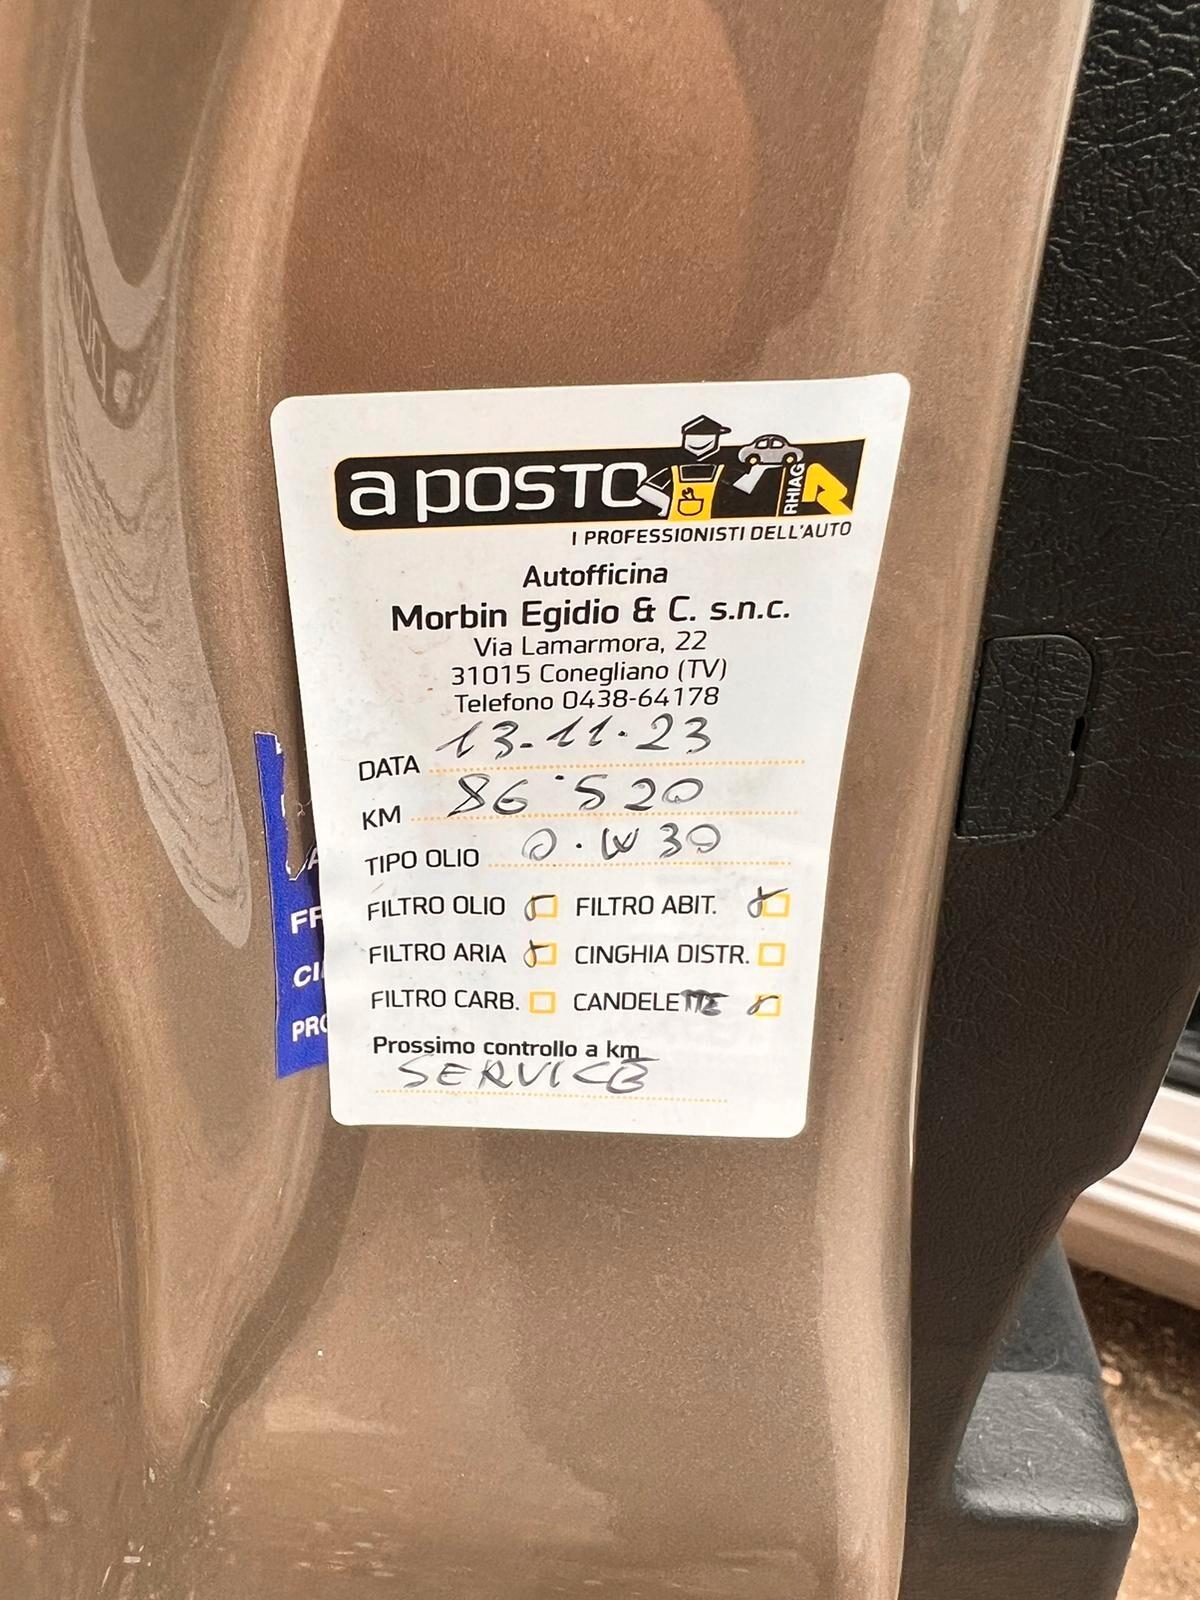 a posto
RHIAG
I PROFESSIONISTI DELL'AUTO
Autofficina
Morbin Egidio & C. s.n.c.
Via Lamarmora, 22
31015 Conegliano (TV)
Telefono 0438-64178
DATA 13-11-23
KM 86'520
TIPO OLIO 0.W30
FILTRO OLIO FILTRO ABIT.
FILTRO ARIA CINGHIA DISTR.
FILTRO CARB. CANDELE
Prossimo controllo a km
SERVICE